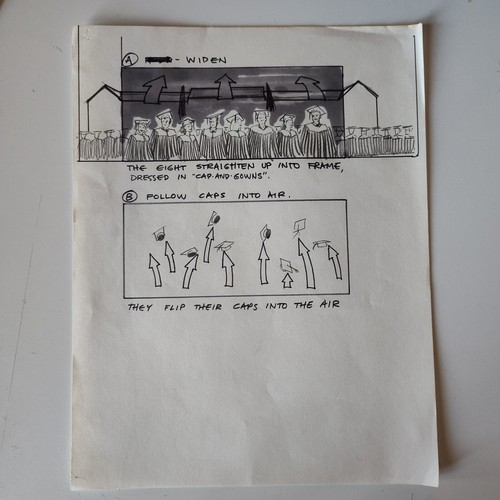 A - WIDEN
THE EIGHT STRAIGHTEN UP INTO FRAME,
DRESSED IN "CAP-AND-GOWNS".
B FOLLOW CAPS INTO AIR.
THEY FLIP THEIR CAPS INTO THE AIR